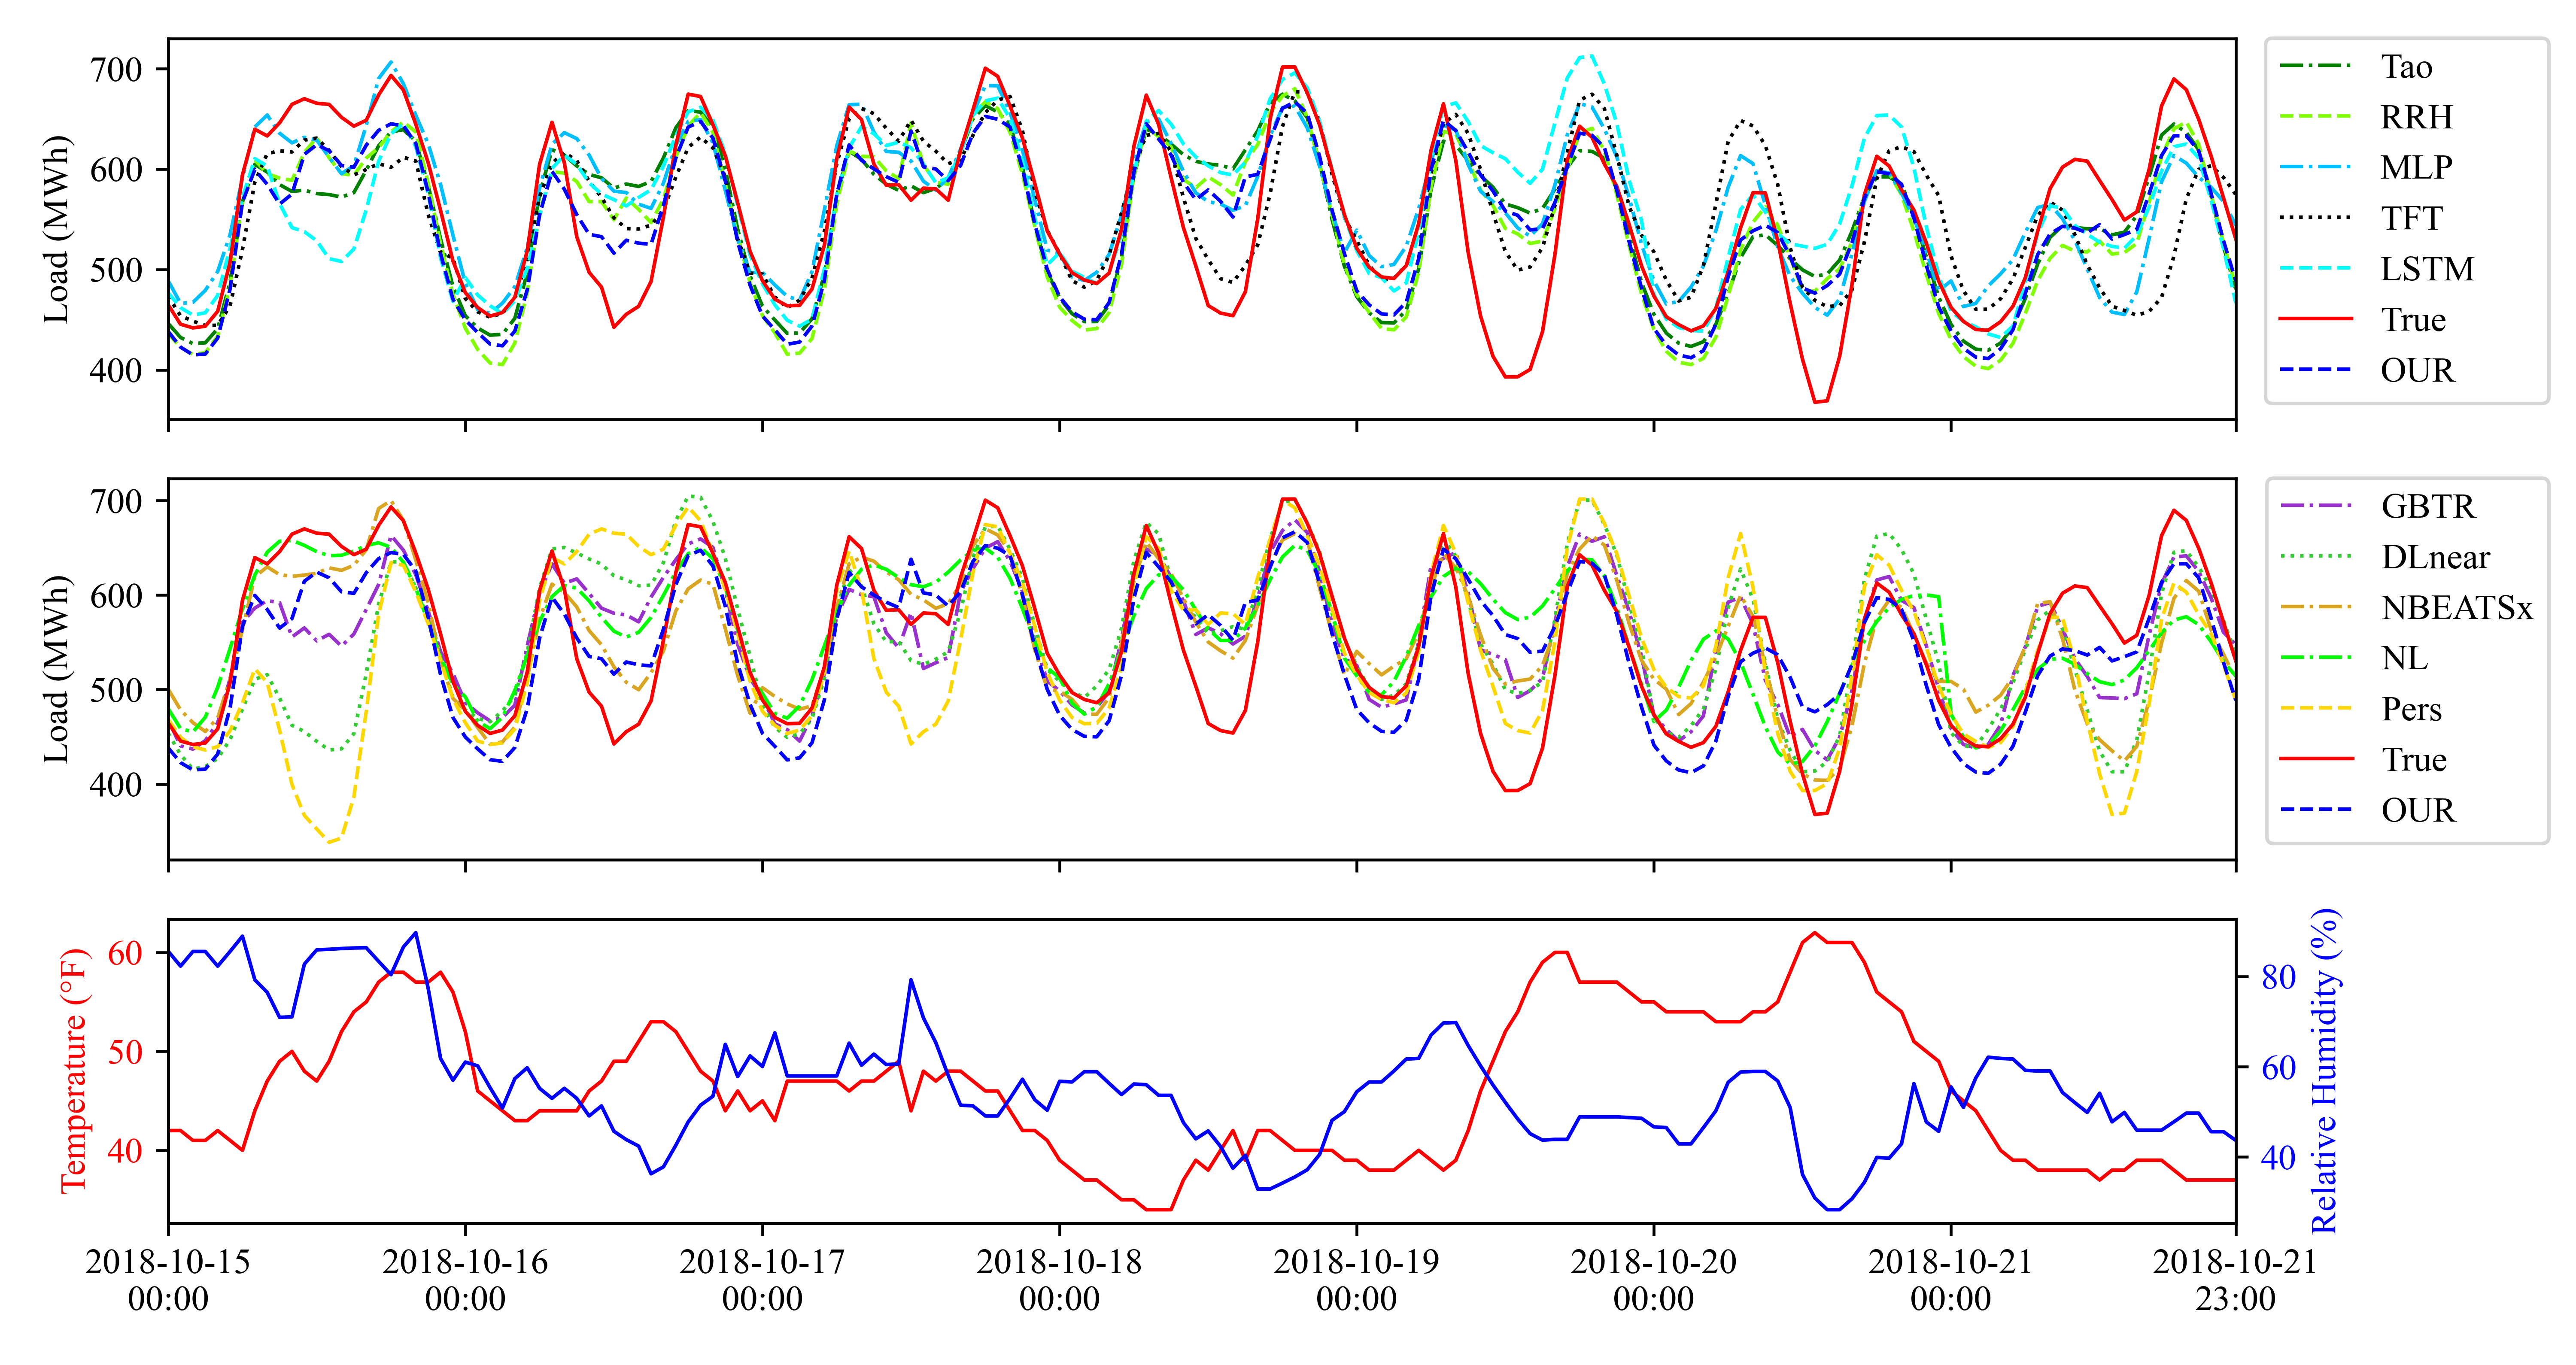 Load (MWh)
700
600
500
400
Tao
RRH
MLP
TFT
LSTM
True
OUR
Load (MWh)
700
600
500
400
GBTR
DLnear
NBEATSx
NL
Pers
True
OUR
Temperature (°F)
60
50
40
80
60
40
Relative Humidity (%)
2018-10-15 2018-10-16 2018-10-17 2018-10-18 2018-10-19 2018-10-20 2018-10-21 2018-10-21
00:00 00:00 00:00 00:00 00:00 00:00 00:00 23:00